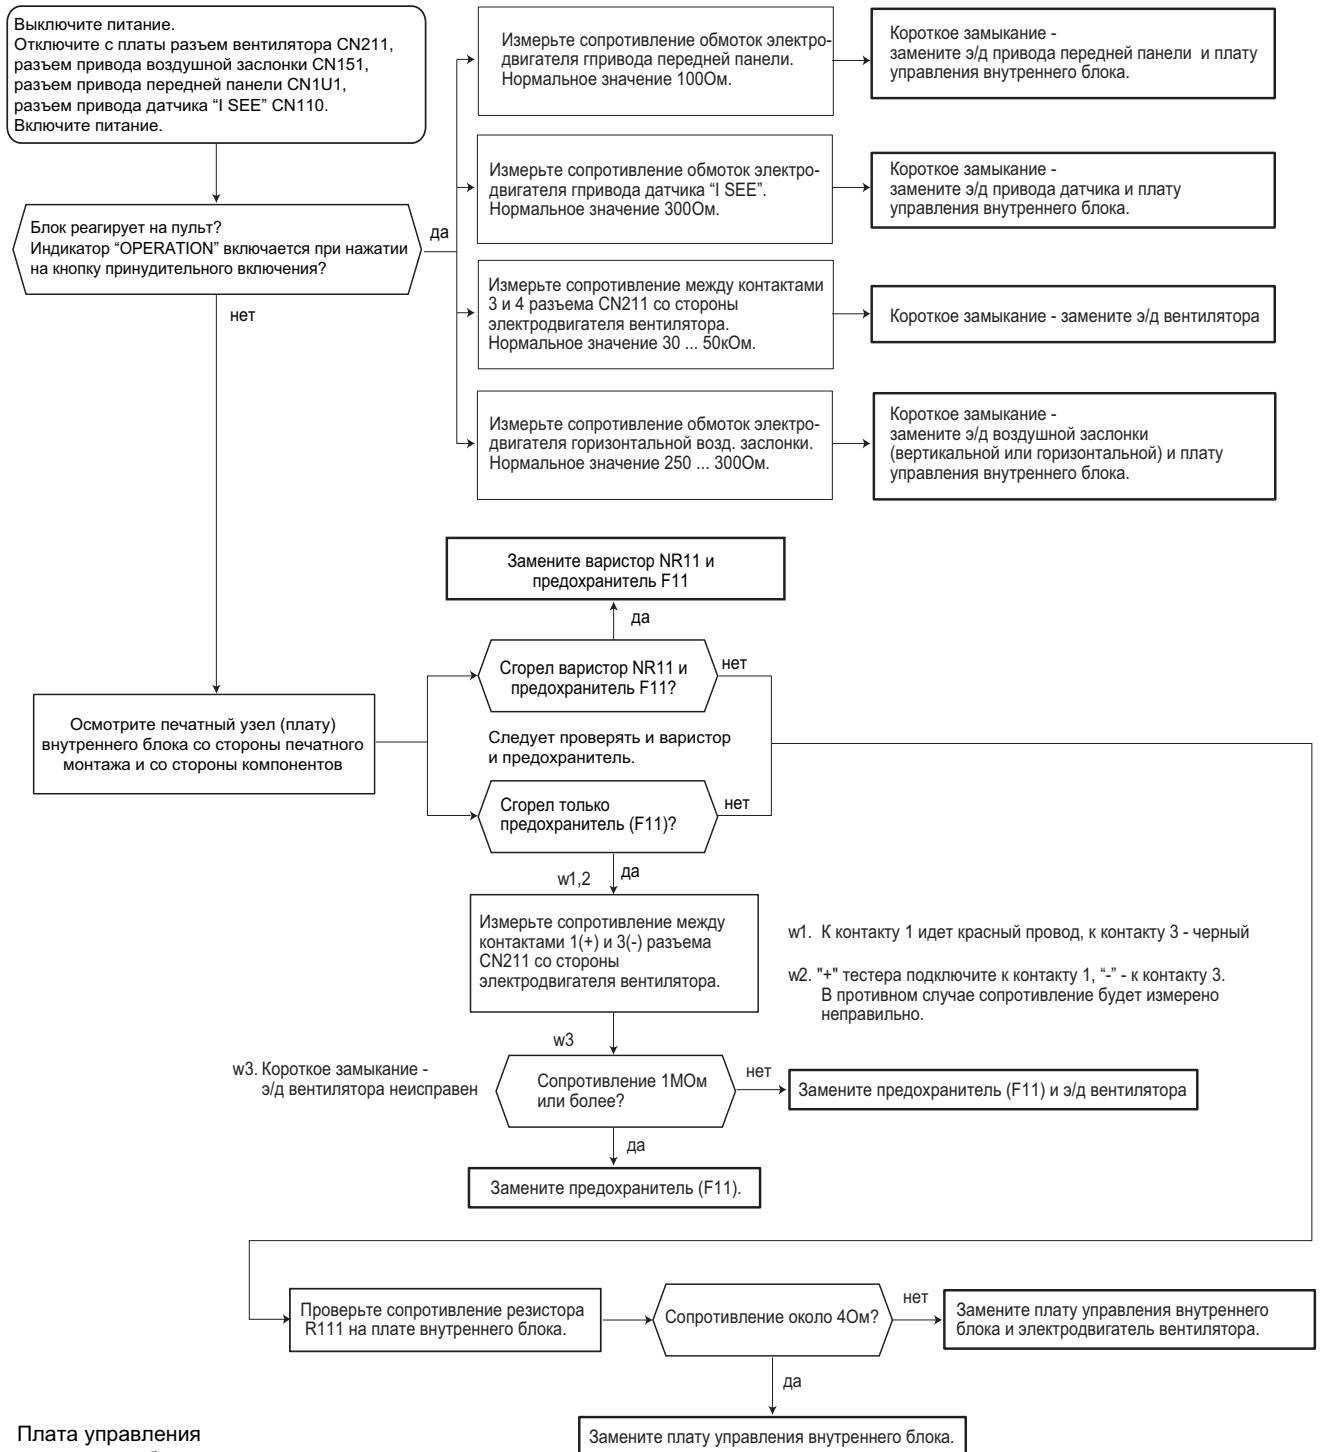 Выключите питание.
Отключите с платы разъем вентилятора CN211,
разъем привода воздушной заслонки CN151,
разъем привода передней панели CN1U1,
разъем привода датчика “I SEE” CN110.
Включите питание.
Блок реагирует на пульт?
Индикатор “OPERATION” включается при нажатии
на кнопку принудительного включения?
да
нет
Измерьте сопротивление обмоток электро-
двигателя гпривода передней панели.
Нормальное значение 100Ом.
Короткое замыкание -
замените э/д привода передней панели и плату
управления внутреннего блока.
Измерьте сопротивление обмоток электро-
двигателя гпривода датчика “I SEE”.
Нормальное значение 300Ом.
Короткое замыкание -
замените э/д привода датчика и плату
управления внутреннего блока.
Измерьте сопротивление между контактами
3 и 4 разъема CN211 со стороны
электродвигателя вентилятора.
Нормальное значение 30 ... 50кОм.
Короткое замыкание - замените э/д вентилятора
Измерьте сопротивление обмоток электро-
двигателя горизонтальной возд. заслонки.
Нормальное значение 250 ... 300Ом.
Короткое замыкание -
замените э/д воздушной заслонки
(вертикальной или горизонтальной) и плату
управления внутреннего блока.
Замените варистор NR11 и
предохранитель F11
да
Сгорел варистор NR11 и
предохранитель F11?
нет
Осмотрите печатный узел (плату)
внутреннего блока со стороны печатного
монтажа и со стороны компонентов
Следует проверять и варистор
и предохранитель.
Сгорел только
предохранитель (F11)?
нет
да
w1,2
Измерьте сопротивление между
контактами 1(+) и 3(-) разъема
CN211 со стороны
электродвигателя вентилятора.
w1. К контакту 1 идет красный провод, к контакту 3 - черный
w2. "+" тестера подключите к контакту 1, “-” - к контакту 3.
В противном случае сопротивление будет измерено
неправильно.
w3
w3. Короткое замыкание -
э/д вентилятора неисправен
Сопротивление 1МОм
или более?
нет
Замените предохранитель (F11) и э/д вентилятора
да
Замените предохранитель (F11).
Проверьте сопротивление резистора
R111 на плате внутреннего блока.
Сопротивление около 4Ом?
нет
Замените плату управления внутреннего
блока и электродвигатель вентилятора.
да
Замените плату управления внутреннего блока.
Плата управления